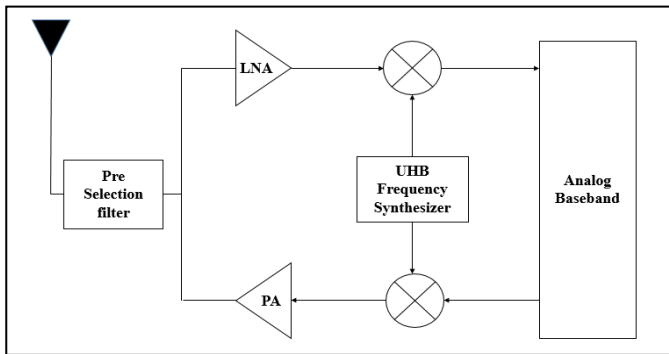 LNA
Pre
Selection
filter
UHB
Frequency
Synthesizer
Analog
Baseband
PA